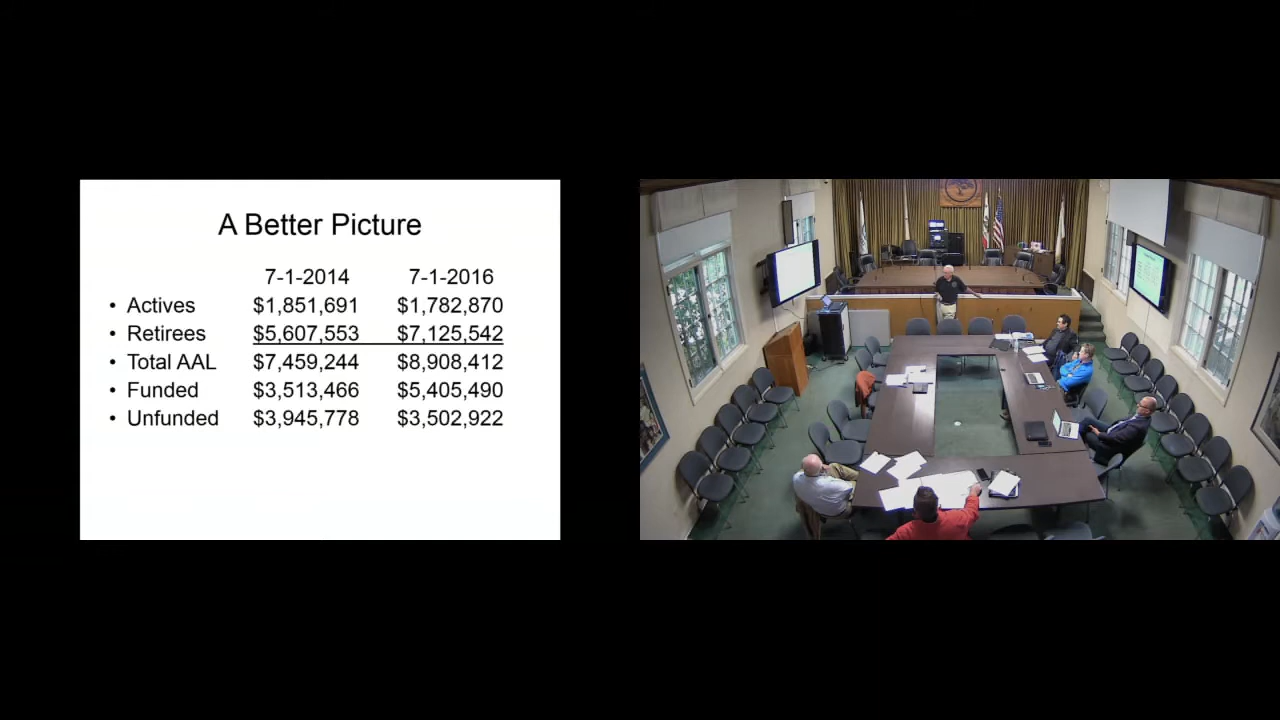 A Better Picture
7-1-2014 7-1-2016
• Actives $1,851,691 $1,782,870
• Retirees $5,607,553 $7,125,542
• Total AAL $7,459,244 $8,908,412
• Funded $3,513,466 $5,405,490
• Unfunded $3,945,778 $3,502,922